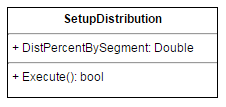 SetupDistribution
+ DistPercentBySegment: Double
+ Execute(): bool